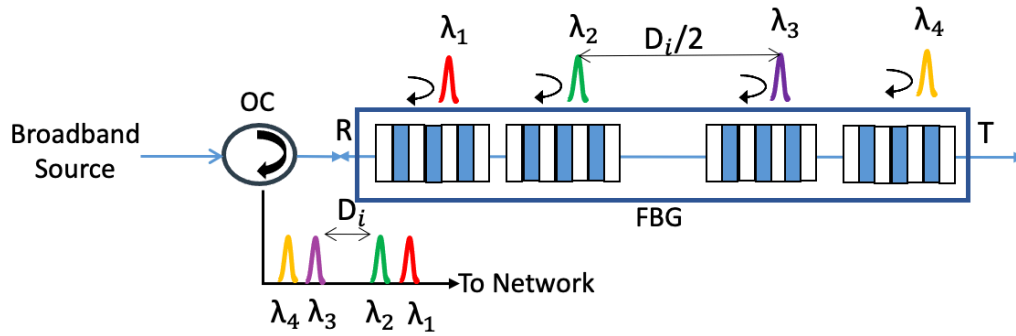 λ₁
λ₂
Dᵢ/2
λ₃
λ₄
OC
Broadband
Source
R
T
FBG
Dᵢ
To Network
λ₄
λ₃
λ₂
λ₁